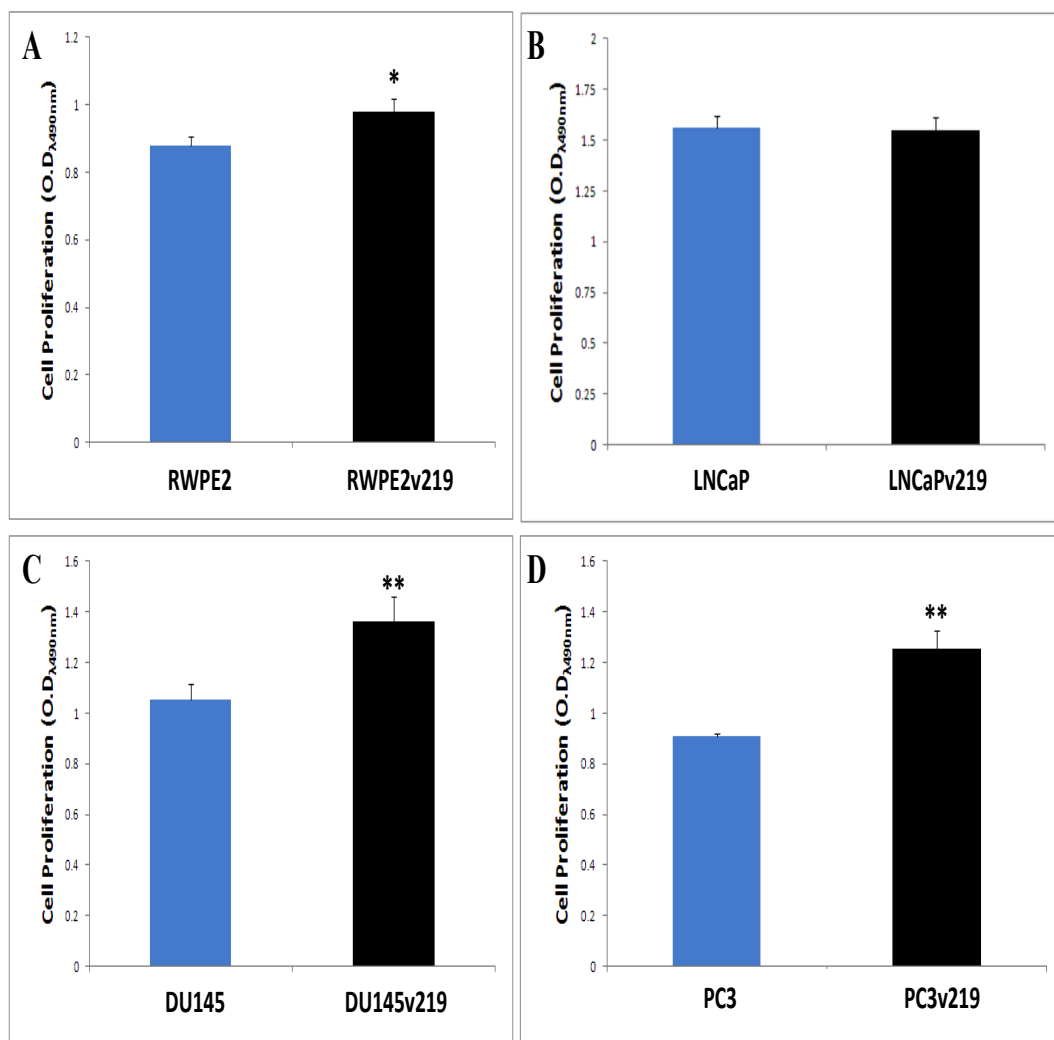 A
Cell Proliferation (O.Dλ490nm)
1.2
1
0.8
0.6
0.4
0.2
0
*
RWPE2
RWPE2v219
B
Cell Proliferation (O.Dλ490nm)
2
1.75
1.5
1.25
1
0.75
0.5
0.25
0
LNCaP
LNCaPv219
C
Cell Proliferation (O.Dλ490nm)
1.6
1.4
1.2
1
0.8
0.6
0.4
0.2
0
**
DU145
DU145v219
D
Cell Proliferation (O.Dλ490nm)
1.6
1.4
1.2
1
0.8
0.6
0.4
0.2
0
**
PC3
PC3v219